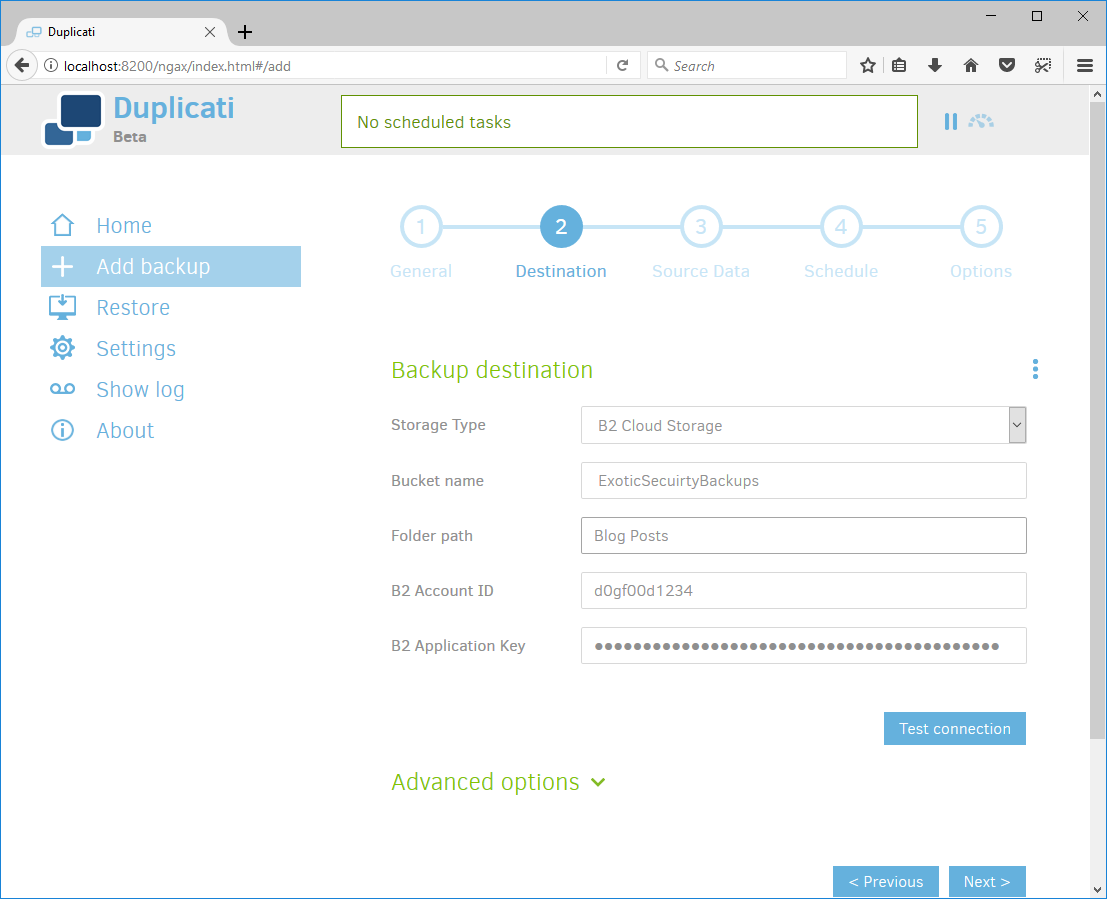 Duplicati
localhost:8200/ngax/index.html#/add
Search
Duplicati
Beta
No scheduled tasks
Home
Add backup
Restore
Settings
Show log
About
1
2
3
4
5
General
Destination
Source Data
Schedule
Options
Backup destination
Storage Type
B2 Cloud Storage
Bucket name
ExoticSecuirtyBackups
Folder path
Blog Posts
B2 Account ID
d0gf00d1234
B2 Application Key
Test connection
Advanced options
< Previous
Next >